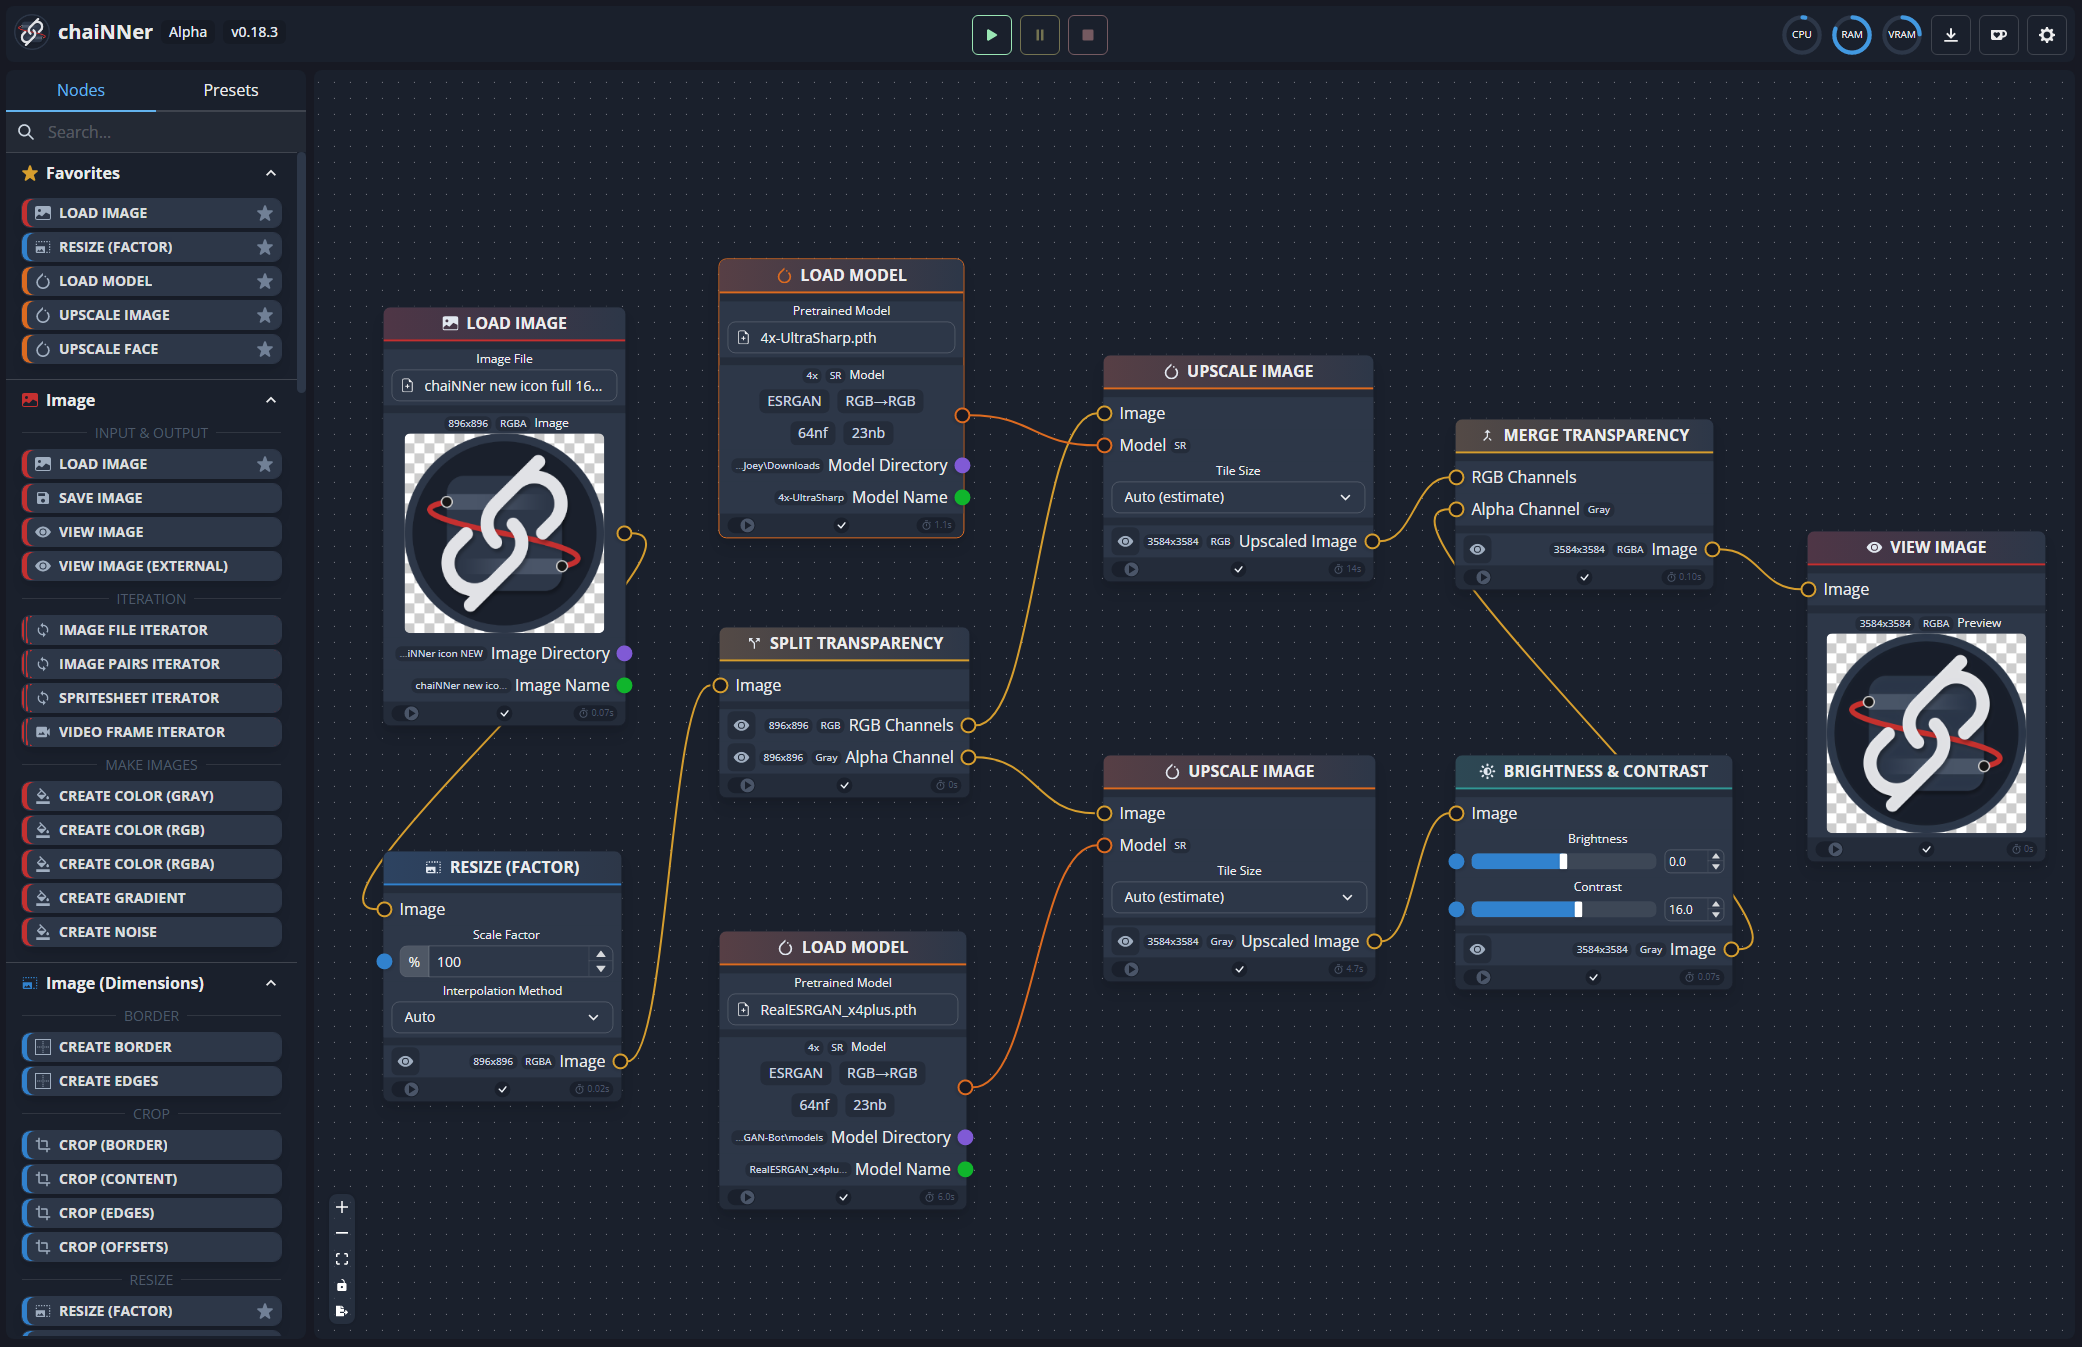 chaiNNer Alpha v0.18.3
CPU
RAM
VRAM
Nodes
Presets
Search...
Favorites
LOAD IMAGE
RESIZE (FACTOR)
LOAD MODEL
UPSCALE IMAGE
UPSCALE FACE
Image
INPUT & OUTPUT
LOAD IMAGE
SAVE IMAGE
VIEW IMAGE
VIEW IMAGE (EXTERNAL)
ITERATION
IMAGE FILE ITERATOR
IMAGE PAIRS ITERATOR
SPRITESHEET ITERATOR
VIDEO FRAME ITERATOR
MAKE IMAGES
CREATE COLOR (GRAY)
CREATE COLOR (RGB)
CREATE COLOR (RGBA)
CREATE GRADIENT
CREATE NOISE
Image (Dimensions)
BORDER
CREATE BORDER
CREATE EDGES
CROP
CROP (BORDER)
CROP (CONTENT)
CROP (EDGES)
CROP (OFFSETS)
RESIZE
RESIZE (FACTOR)
LOAD IMAGE
Image File
chaiNNer new icon full 16...
896x896 RGBA Image
...iNNer icon NEW Image Directory
chaiNNer new ico... Image Name
0.07s
RESIZE (FACTOR)
Image
Scale Factor
% 100
Interpolation Method
Auto
896x896 RGBA Image
0.02s
LOAD MODEL
Pretrained Model
4x-UltraSharp.pth
4x SR Model
ESRGAN RGB→RGB
64nf 23nb
...Joey\Downloads Model Directory
4x-UltraSharp Model Name
1.1s
SPLIT TRANSPARENCY
Image
896x896 RGB RGB Channels
896x896 Gray Alpha Channel
0s
LOAD MODEL
Pretrained Model
RealESRGAN_x4plus.pth
4x SR Model
ESRGAN RGB→RGB
64nf 23nb
...GAN-Bot\models Model Directory
RealESRGAN_x4plu... Model Name
6.0s
UPSCALE IMAGE
Image
Model SR
Tile Size
Auto (estimate)
3584x3584 RGB Upscaled Image
14s
UPSCALE IMAGE
Image
Model SR
Tile Size
Auto (estimate)
3584x3584 Gray Upscaled Image
4.7s
MERGE TRANSPARENCY
RGB Channels
Alpha Channel Gray
3584x3584 RGBA Image
0.10s
BRIGHTNESS & CONTRAST
Image
Brightness
0.0
Contrast
16.0
3584x3584 Gray Image
0.07s
VIEW IMAGE
Image
3584x3584 RGBA Preview
0s